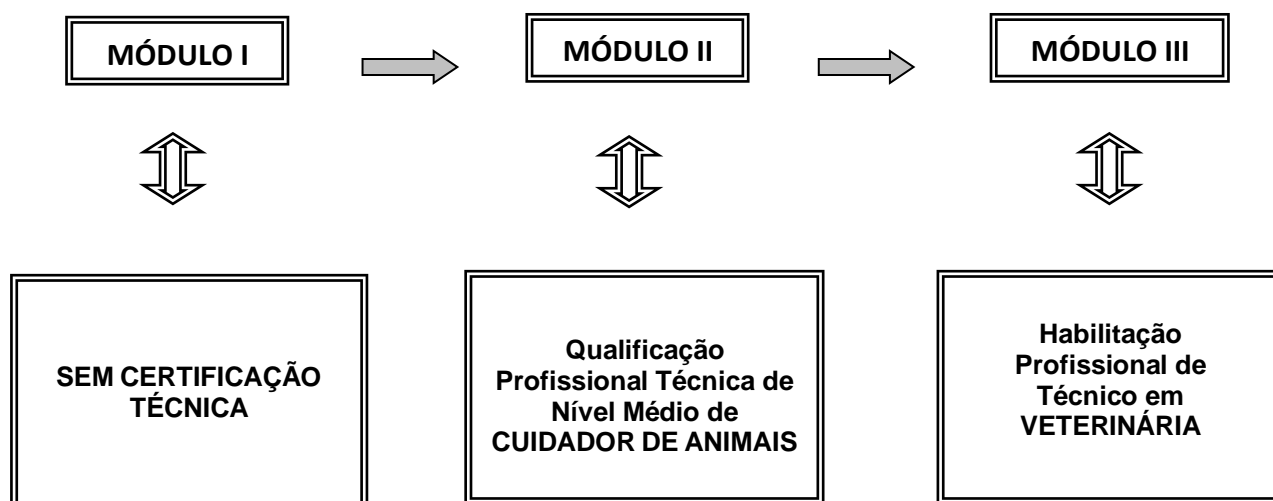 MÓDULO I
MÓDULO II
MÓDULO III
SEM CERTIFICAÇÃO
TÉCNICA
Qualificação
Profissional Técnica de
Nível Médio de
CUIDADOR DE ANIMAIS
Habilitação
Profissional de
Técnico em
VETERINÁRIA